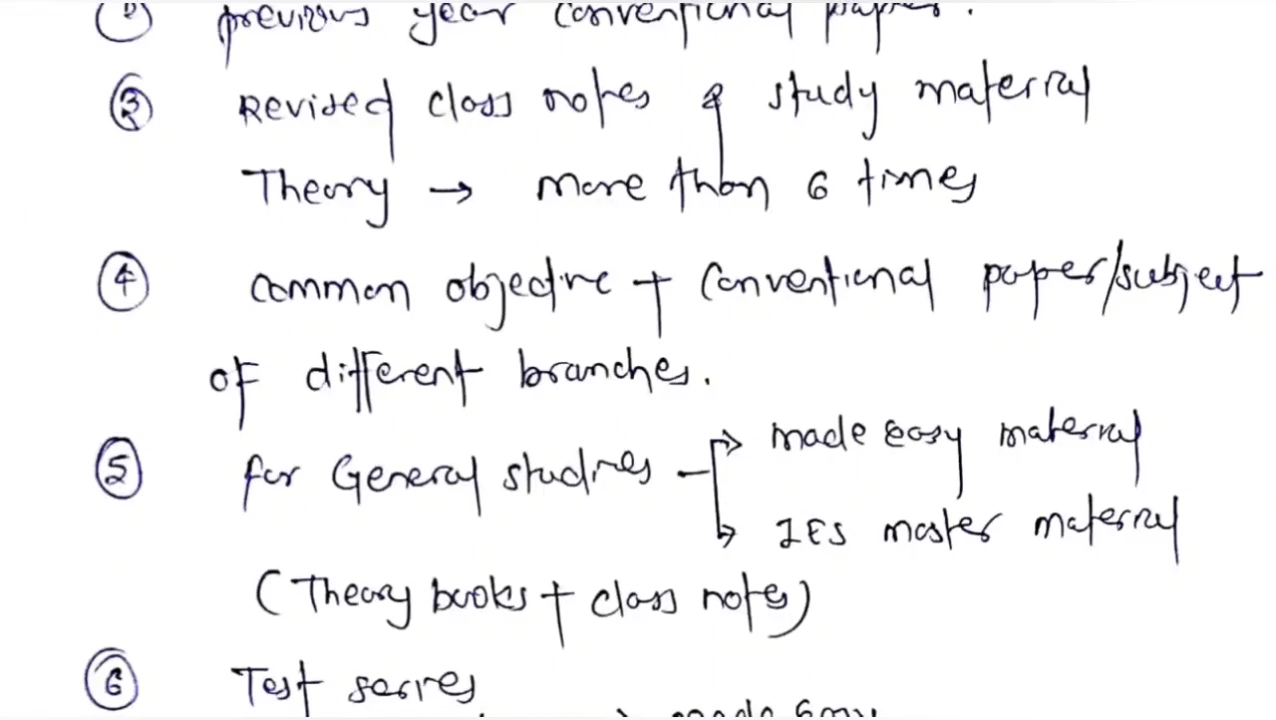 previous year conventional papers.
③ Revised class notes & study material
Theory → more than 6 times
④ common objective + conventional paper/subject
of different branches.
⑤ for General studies → made easy material
→ IES master material
(Theory books + class notes)
⑥ Test series
→ made easy